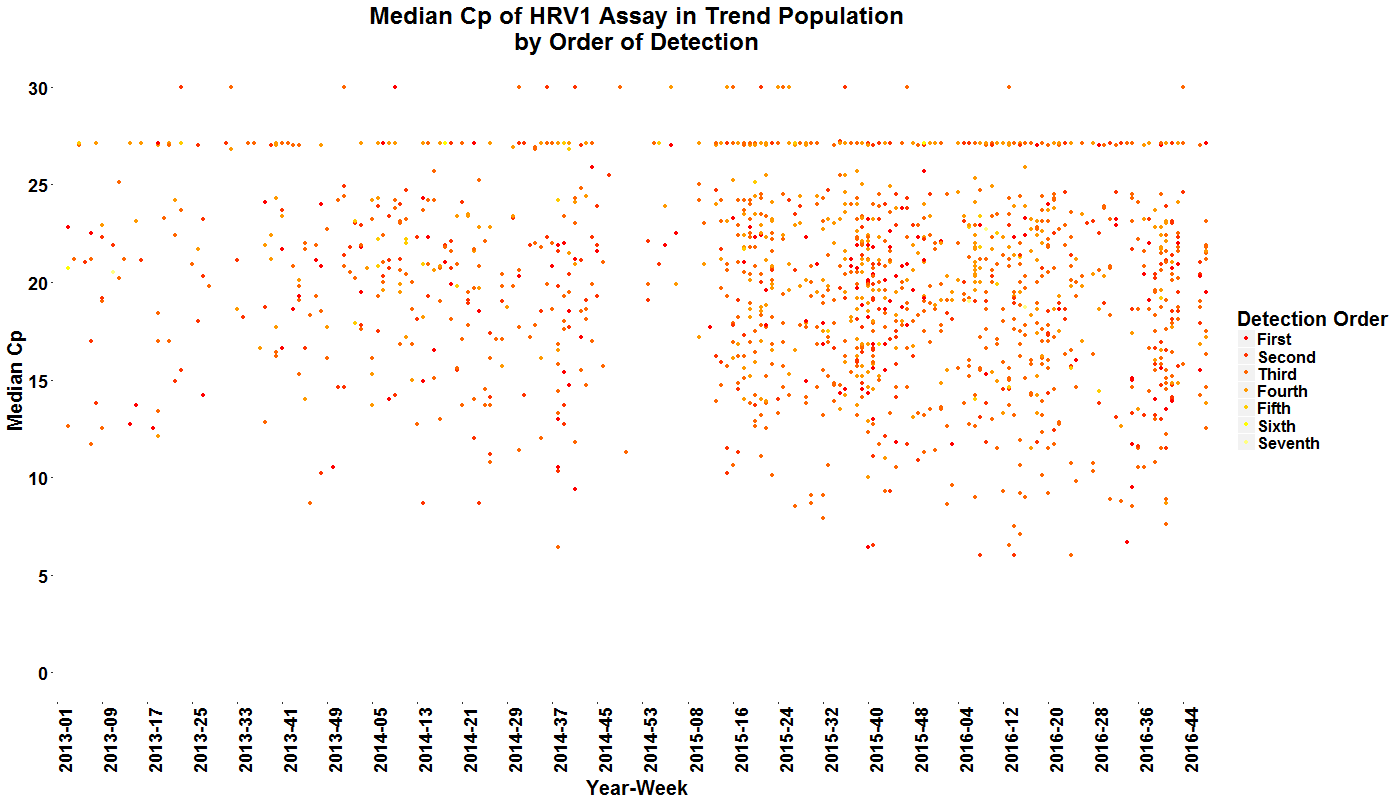 Median Cp of HRV1 Assay in Trend Population
by Order of Detection
Median Cp
30
25
20
15
10
5
0
2013-01
2013-09
2013-17
2013-25
2013-33
2013-41
2013-49
2014-05
2014-13
2014-21
2014-29
2014-37
2014-45
2014-53
2015-08
2015-16
2015-24
2015-32
2015-40
2015-48
2016-04
2016-12
2016-20
2016-28
2016-36
2016-44
Year-Week
Detection Order
First
Second
Third
Fourth
Fifth
Sixth
Seventh